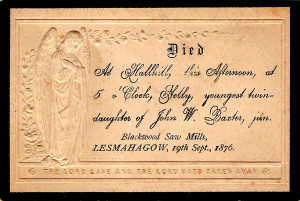 Died
At Hallhill, this Afternoon, at
5 o'Clock, Nelly, youngest twin-
daughter of John W. Baxter, jun.
Blackwood Saw Mills,
LESMAHAGOW, 19th Sept., 1876.
THE LORD GAVE AND THE LORD HATH TAKEN AWAY